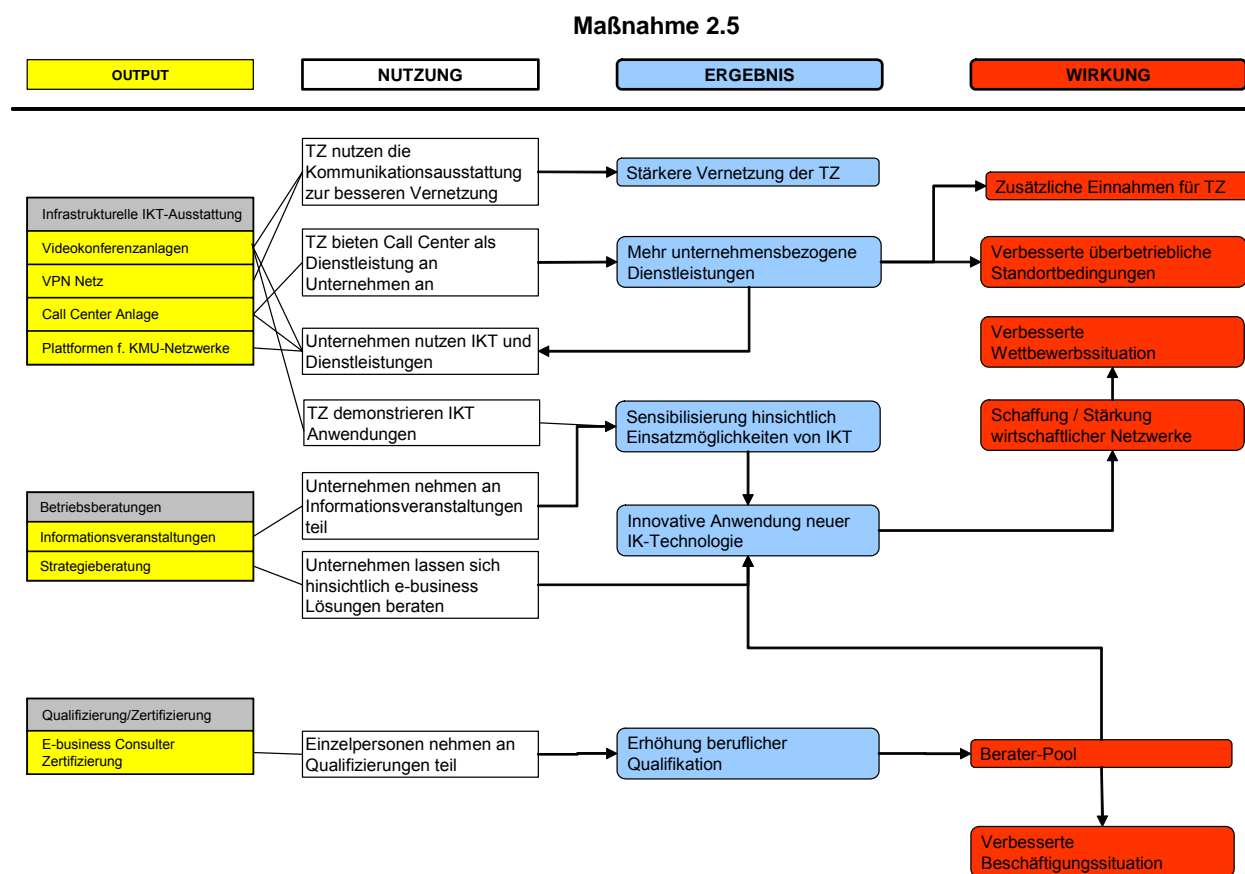 Maßnahme 2.5
OUTPUT
NUTZUNG
ERGEBNIS
WIRKUNG
Infrastrukturelle IKT-Ausstattung
Videokonferenzanlagen
VPN Netz
Call Center Anlage
Plattformen f. KMU-Netzwerke
Betriebsberatungen
Informationsveranstaltungen
Strategieberatung
Qualifizierung/Zertifizierung
E-business Consulter
Zertifizierung
TZ nutzen die
Kommunikationsausstattung
zur besseren Vernetzung
TZ bieten Call Center als
Dienstleistung an
Unternehmen an
Unternehmen nutzen IKT und
Dienstleistungen
TZ demonstrieren IKT
Anwendungen
Unternehmen nehmen an
Informationsveranstaltungen
teil
Unternehmen lassen sich
hinsichtlich e-business
Lösungen beraten
Einzelpersonen nehmen an
Qualifizierungen teil
Stärkere Vernetzung der TZ
Mehr unternehmensbezogene
Dienstleistungen
Sensibilisierung hinsichtlich
Einsatzmöglichkeiten von IKT
Innovative Anwendung neuer
IK-Technologie
Erhöhung beruflicher
Qualifikation
Zusätzliche Einnahmen für TZ
Verbesserte überbetriebliche
Standortbedingungen
Verbesserte
Wettbewerbssituation
Schaffung / Stärkung
wirtschaftlicher Netzwerke
Berater-Pool
Verbesserte
Beschäftigungssituation